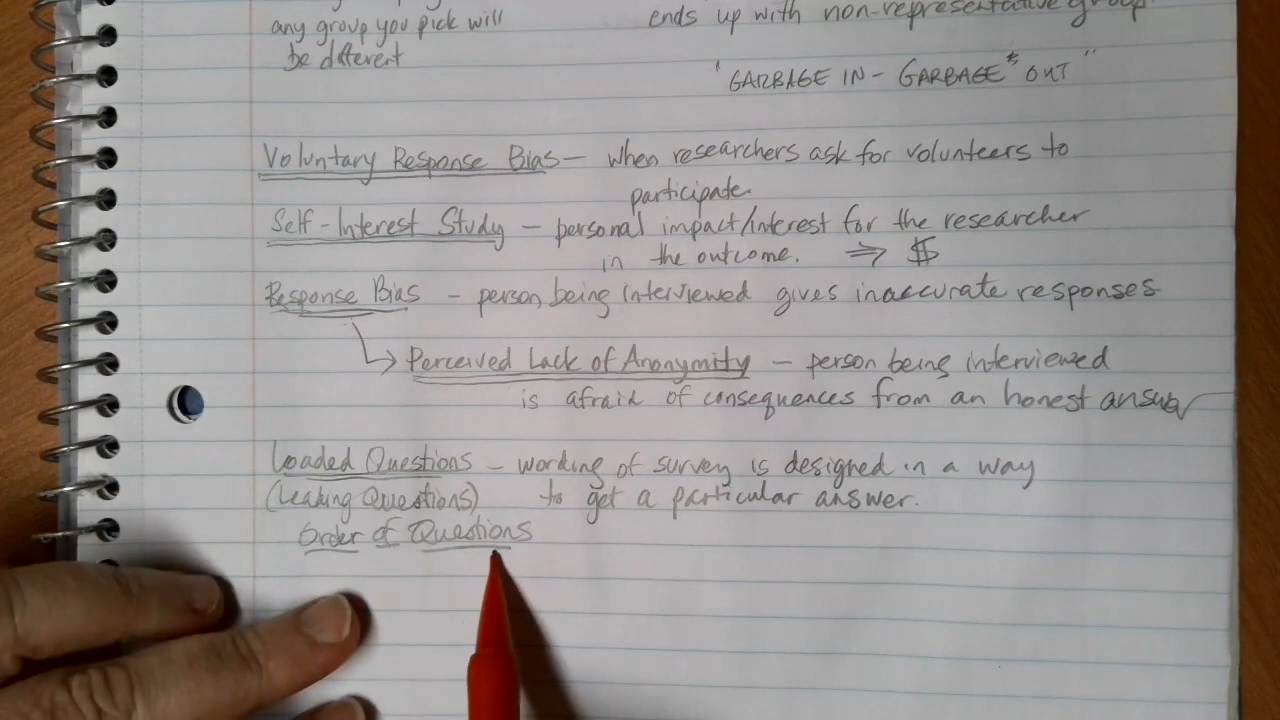 any group you pick will
be different
ends up with non-representative group
"GARBAGE IN - GARBAGE* OUT"
Voluntary Response Bias - when researchers ask for volunteers to
participate.
Self-Interest Study - personal impact/interest for the researcher
in the outcome. ⇒ $
Response Bias - person being interviewed gives inaccurate responses
↳ Perceived Lack of Anonymity - person being interviewed
is afraid of consequences from an honest answer
Loaded Questions - wording of survey is designed in a way
(Leading Questions) to get a particular answer.
Order of Questions